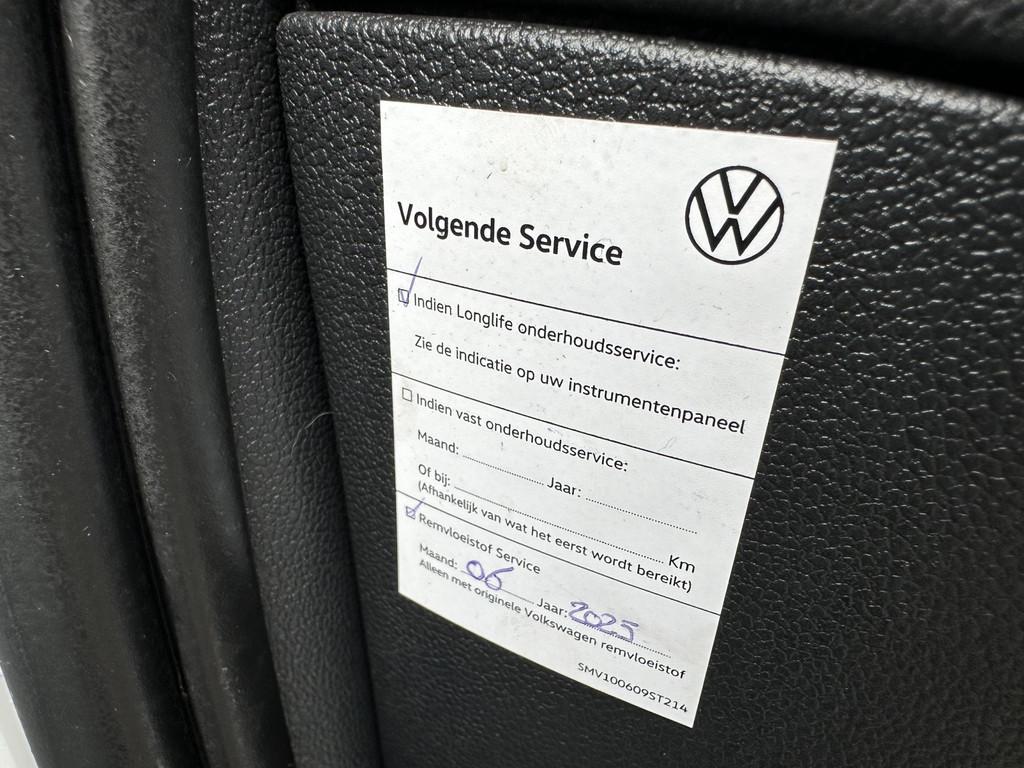 Volgende Service
Indien Longlife onderhoudsservice:
Zie de indicatie op uw instrumentenpaneel
Indien vast onderhoudsservice:
Maand: ........................ Jaar: ................................
Of bij: ................................................................ Km
(Afhankelijk van wat het eerst wordt bereikt)
Remvloeistof Service
Maand: 06 Jaar: 2025
Alleen met originele Volkswagen remvloeistof
SMV100609ST214